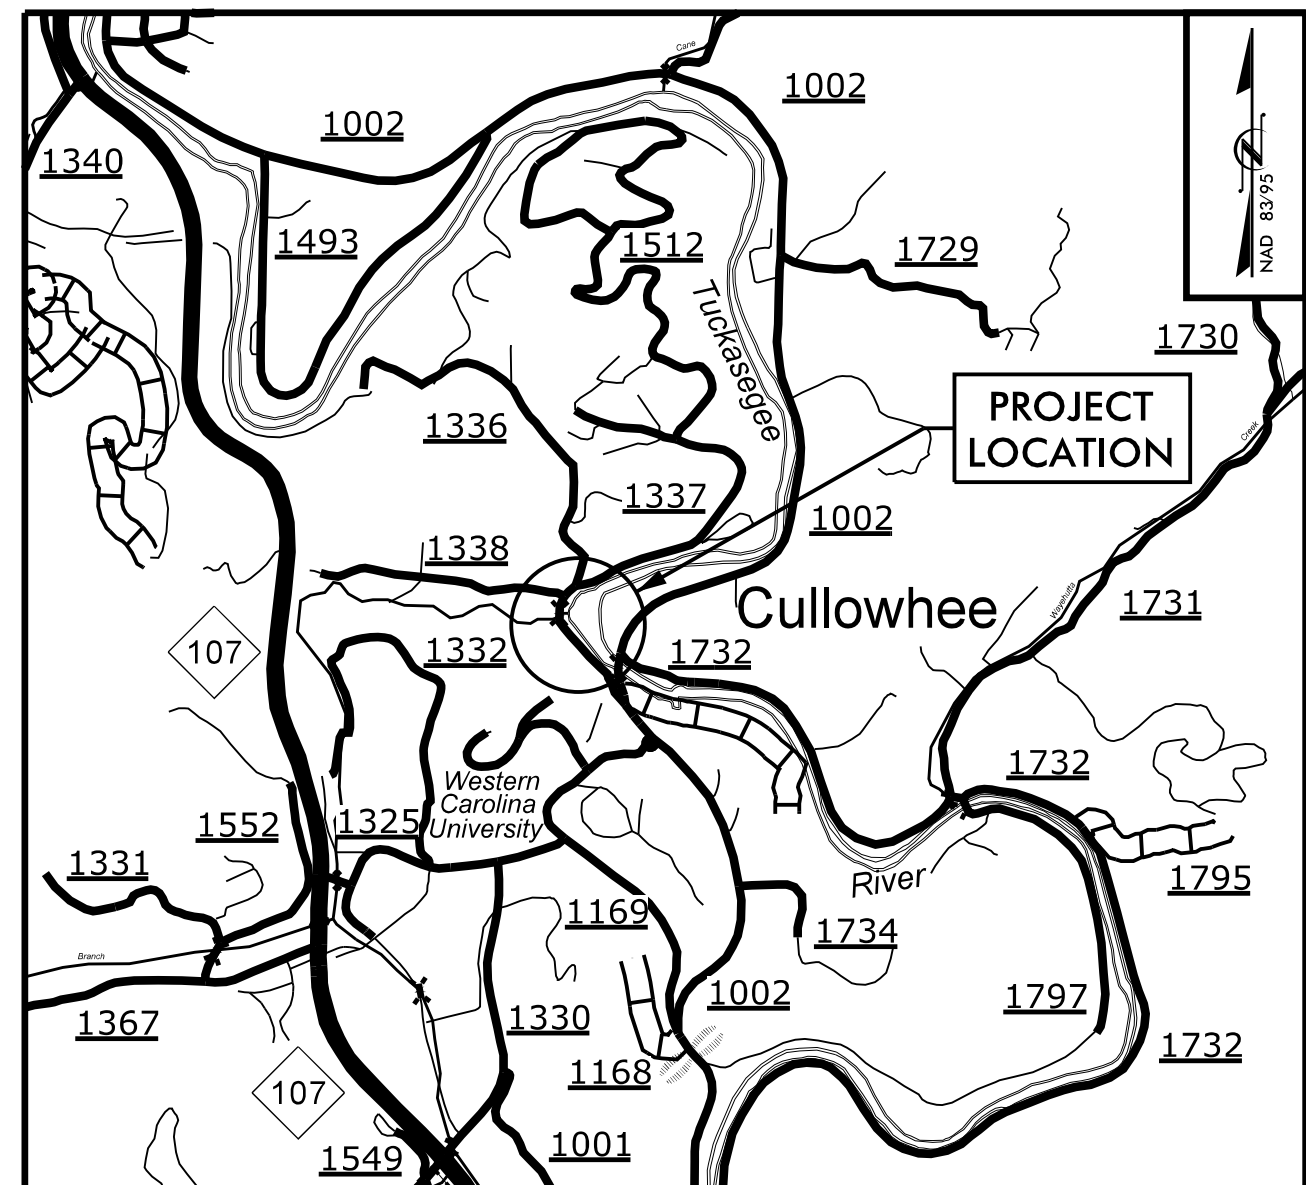 Cane
1002
1002
1340
NAD 83/95
1493
1512
1729
Tuckasegee
1730
PROJECT
LOCATION
1336
Creek
1337
1002
1338
Wayehutta
Cullowhee
1731
107
1332
1732
1732
Western
Carolina
University
1552
1325
1331
River
1795
1169
1734
Branch
1002
1797
1367
1330
1732
1168
107
1001
1549